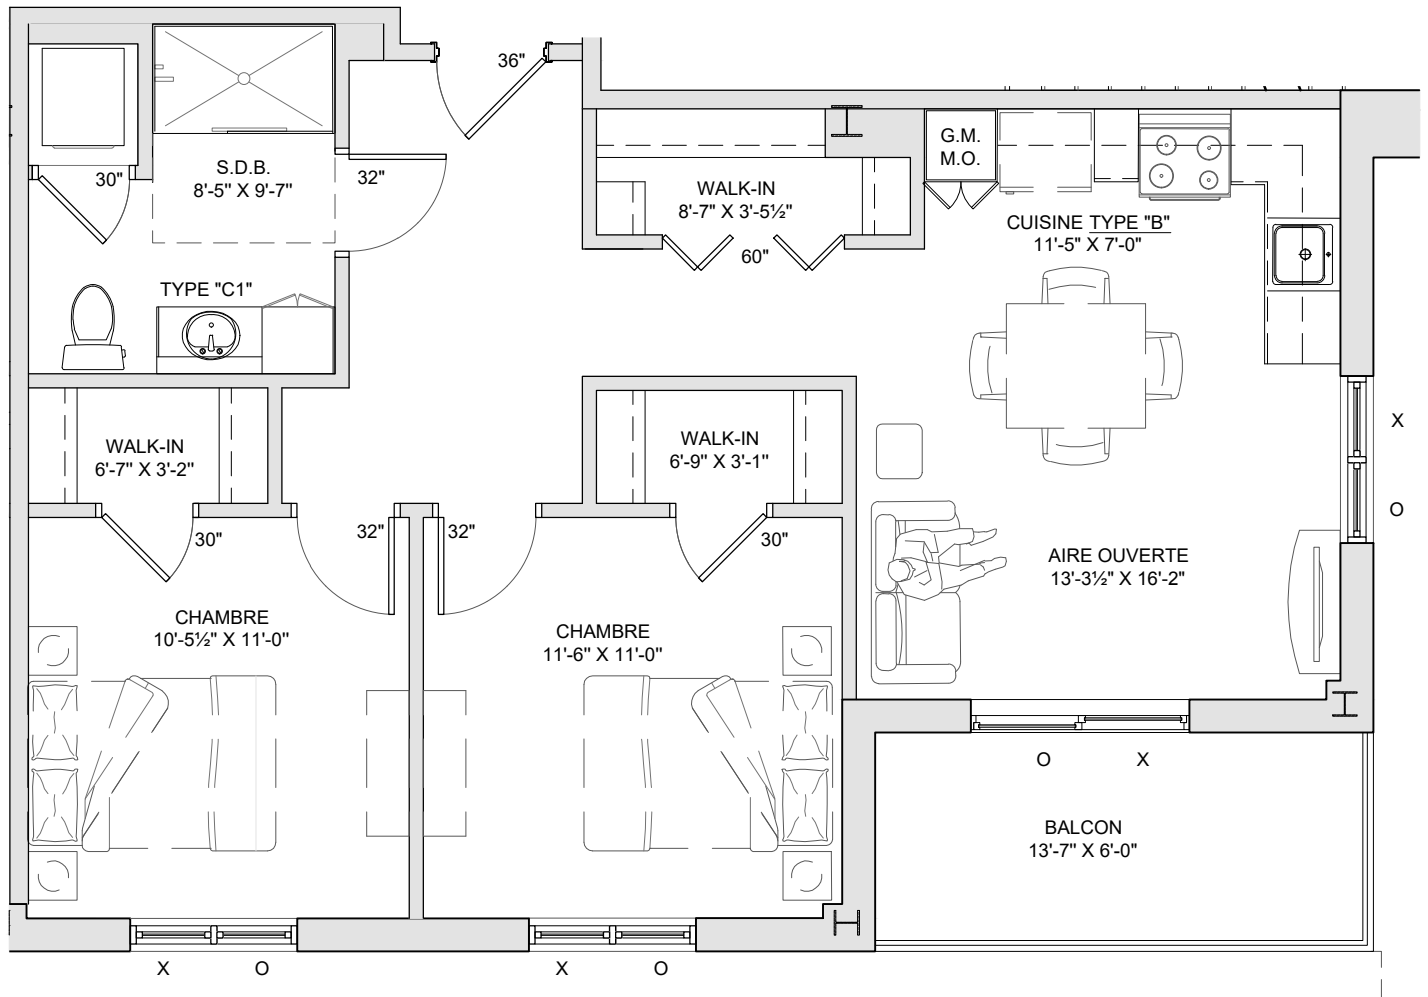 36"
G.M.
M.O.
30"
S.D.B.
8'-5" X 9'-7"
32"
WALK-IN
8'-7" X 3'-5½"
60"
CUISINE TYPE "B"
11'-5" X 7'-0"
TYPE "C1"
WALK-IN
6'-7" X 3'-2"
WALK-IN
6'-9" X 3'-1"
X
O
30"
32"
32"
30"
AIRE OUVERTE
13'-3½" X 16'-2"
CHAMBRE
10'-5½" X 11'-0"
CHAMBRE
11'-6" X 11'-0"
O
X
BALCON
13'-7" X 6'-0"
X
O
X
O